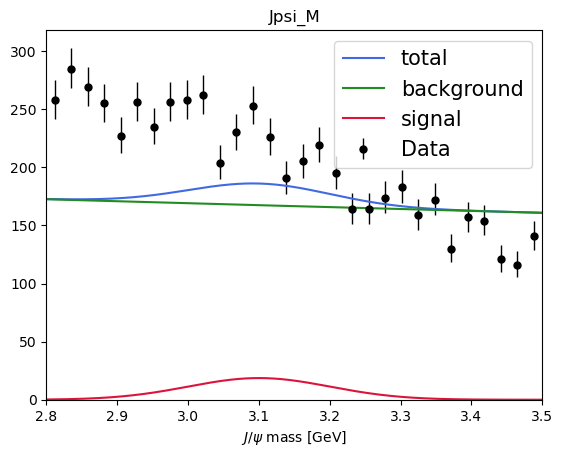 Jpsi_M
total
background
signal
Data
300
250
200
150
100
50
0
2.8 2.9 3.0 3.1 3.2 3.3 3.4 3.5
J/ψ mass [GeV]